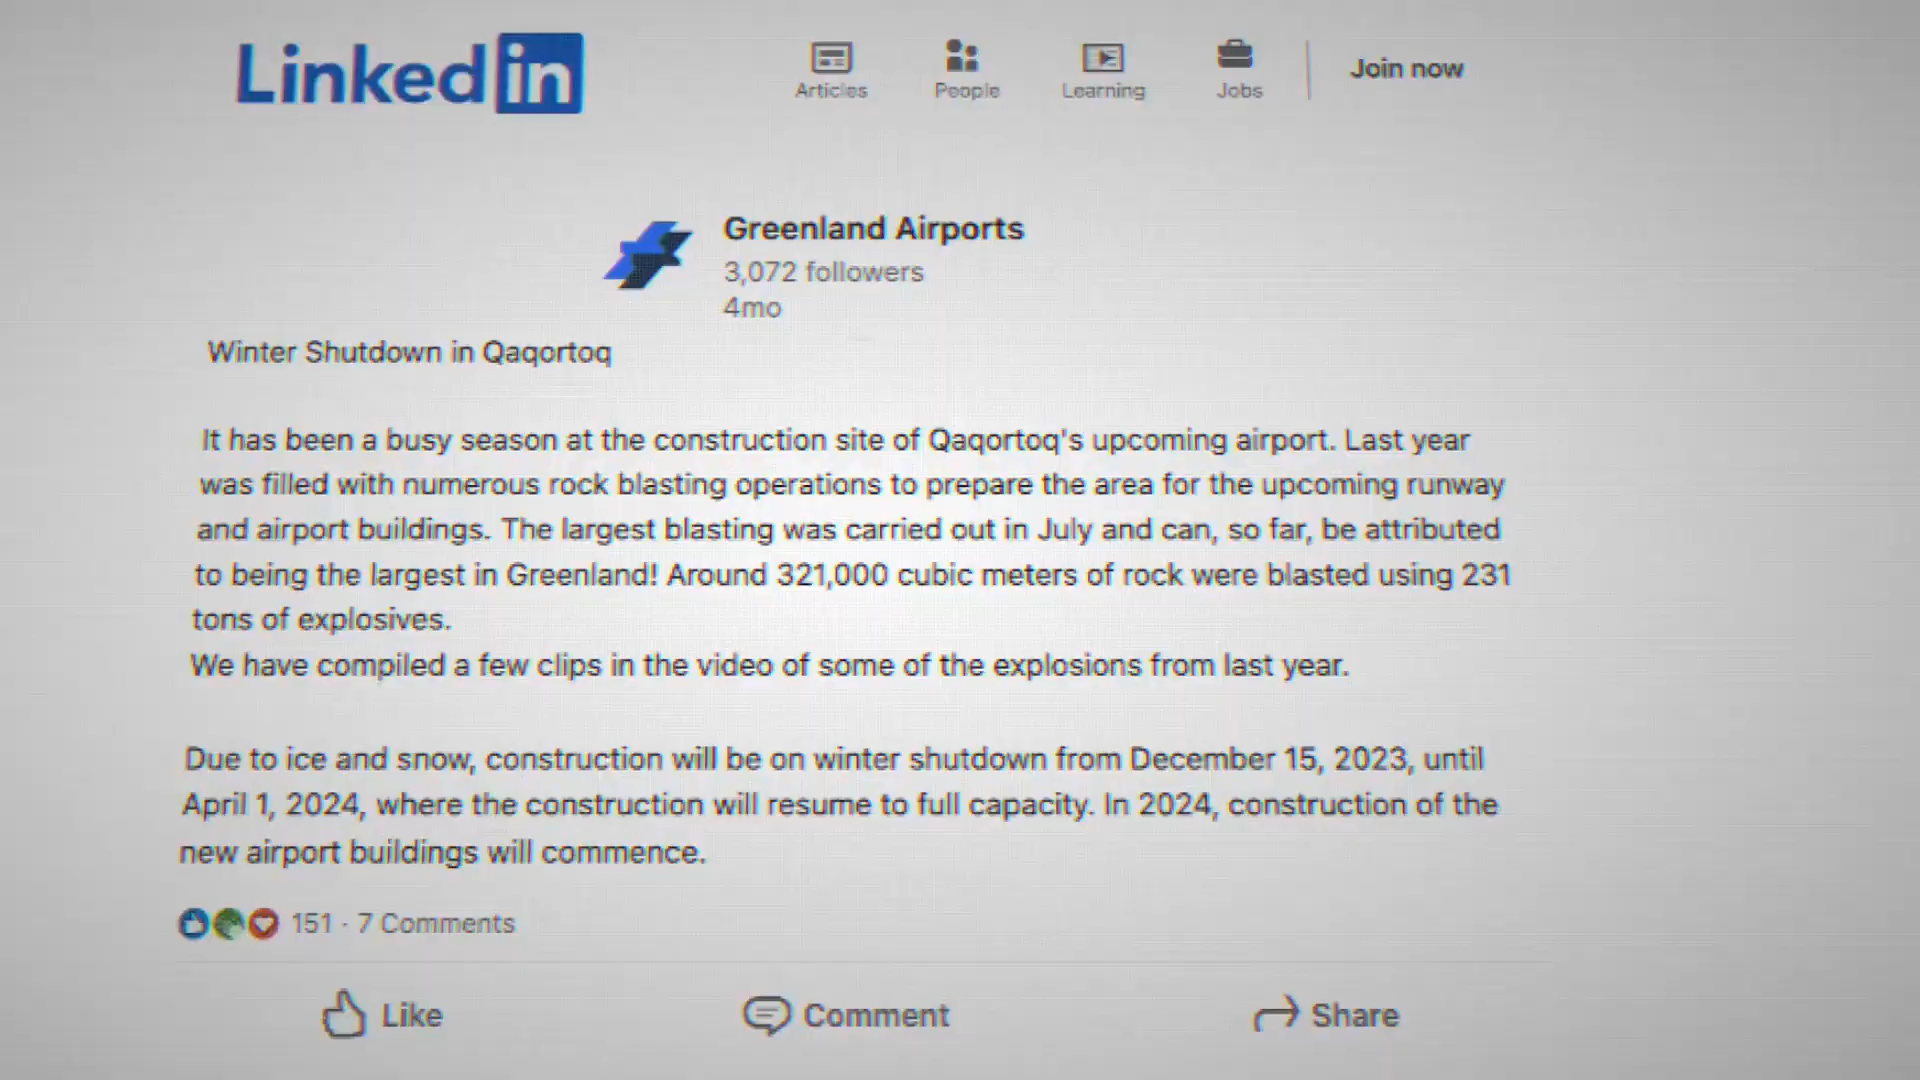 LinkedIn
Articles People Learning Jobs Join now
Greenland Airports
3,072 followers
4mo
Winter Shutdown in Qaqortoq
It has been a busy season at the construction site of Qaqortoq's upcoming airport. Last year
was filled with numerous rock blasting operations to prepare the area for the upcoming runway
and airport buildings. The largest blasting was carried out in July and can, so far, be attributed
to being the largest in Greenland! Around 321,000 cubic meters of rock were blasted using 231
tons of explosives.
We have compiled a few clips in the video of some of the explosions from last year.
Due to ice and snow, construction will be on winter shutdown from December 15, 2023, until
April 1, 2024, where the construction will resume to full capacity. In 2024, construction of the
new airport buildings will commence.
151 · 7 Comments
Like Comment Share